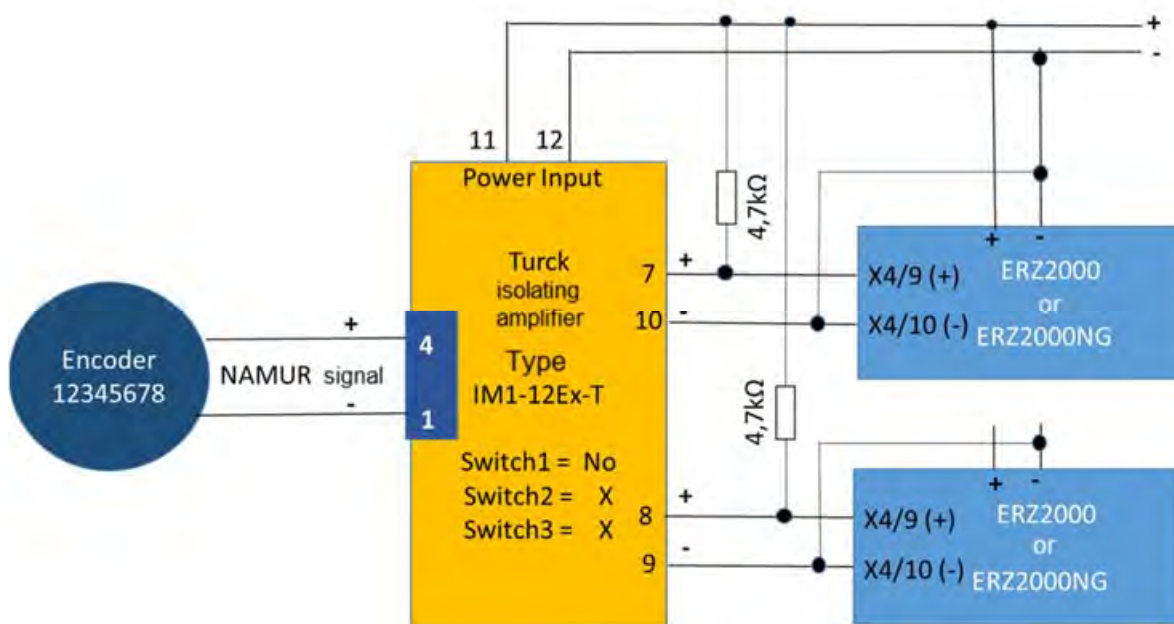 +
-
11 12
Power Input
4,7kΩ
+ -
Turck
isolating
amplifier
7
+
X4/9 (+)
ERZ2000
or
ERZ2000NG
10
-
X4/10 (-)
Encoder
12345678
+
NAMUR signal
-
4
1
Type
IM1-12Ex-T
4,7kΩ
Switch1 = No
Switch2 = X
Switch3 = X
+ -
8
+
X4/9 (+)
ERZ2000
or
ERZ2000NG
9
-
X4/10 (-)